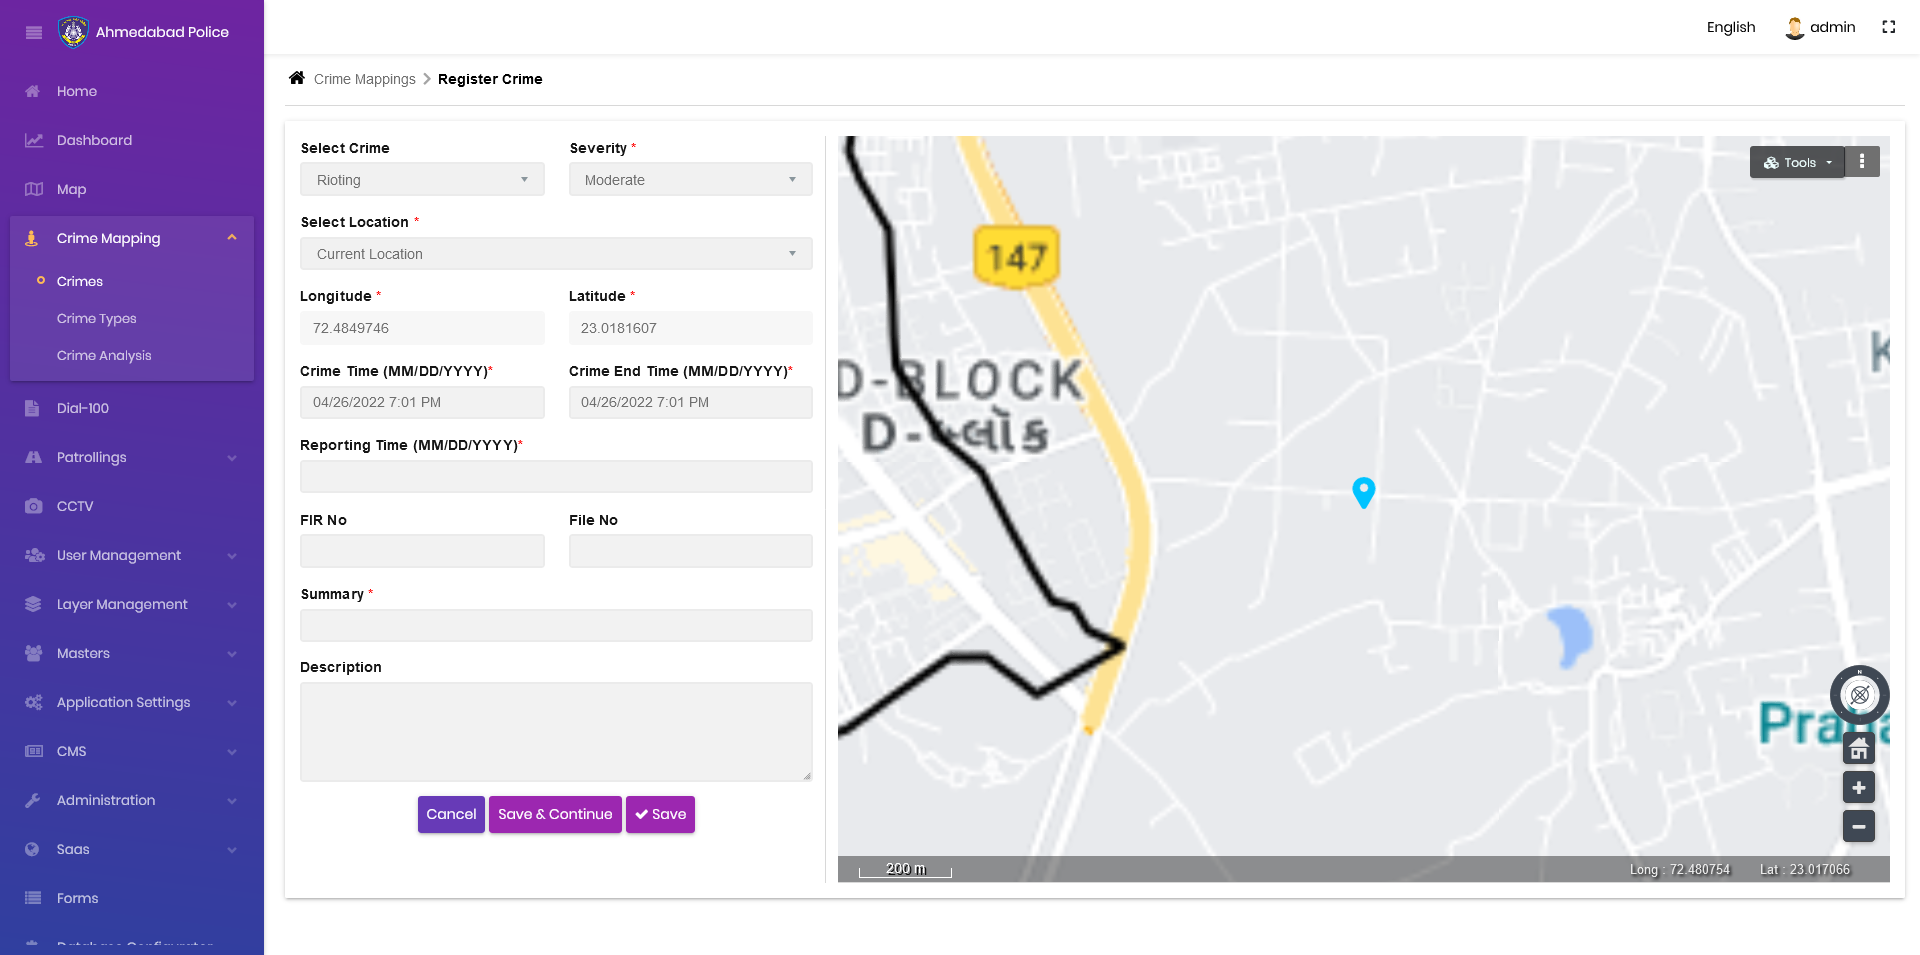 Ahmedabad Police
English
admin
Home
Dashboard
Map
Crime Mapping
Crimes
Crime Types
Crime Analysis
Dial-100
Patrollings
CCTV
User Management
Layer Management
Masters
Application Settings
CMS
Administration
Saas
Forms
Database Configurator
Crime Mappings > Register Crime
Select Crime
Severity *
Rioting
Moderate
Select Location *
Current Location
Longitude *
Latitude *
72.4849746
23.0181607
Crime Time (MM/DD/YYYY)*
Crime End Time (MM/DD/YYYY)*
04/26/2022 7:01 PM
04/26/2022 7:01 PM
Reporting Time (MM/DD/YYYY)*
FIR No
File No
Summary *
Description
Cancel
Save & Continue
Save
Tools
147
D-BLOCK
D-બ્લોક
N
200 m
Long : 72.480754
Lat : 23.017066